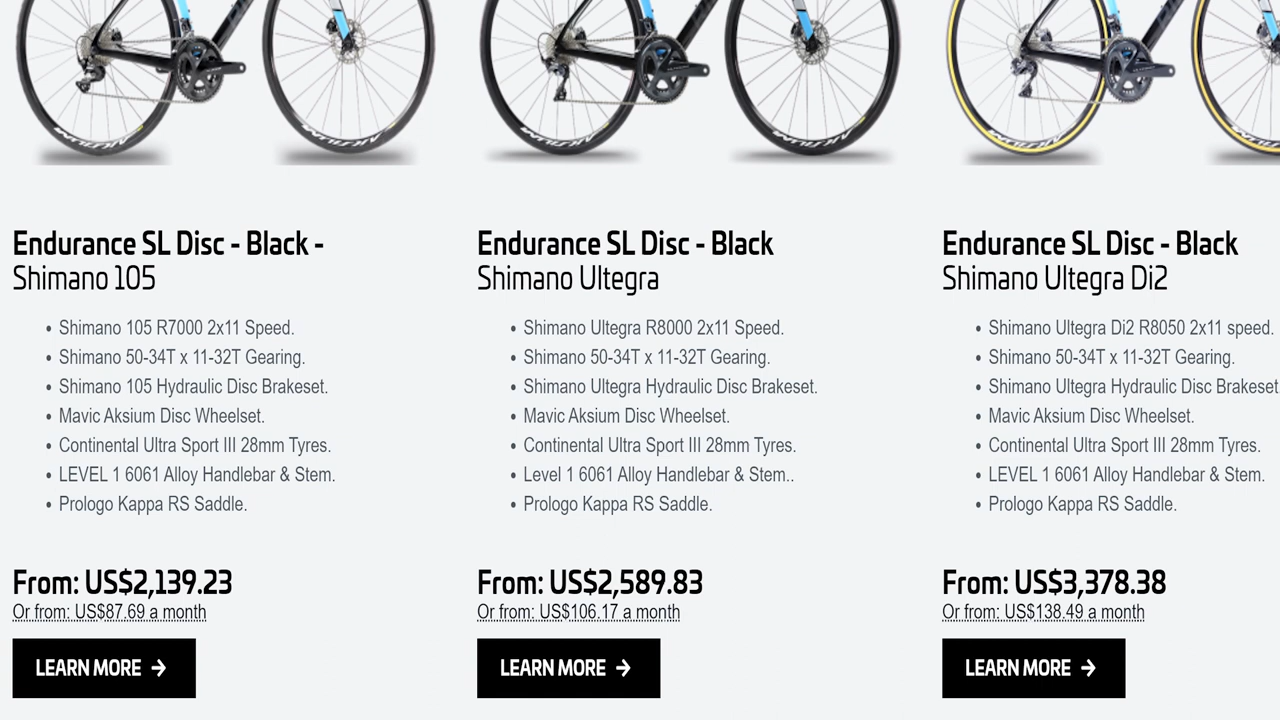 Endurance SL Disc - Black -
Shimano 105
• Shimano 105 R7000 2x11 Speed.
• Shimano 50-34T x 11-32T Gearing.
• Shimano 105 Hydraulic Disc Brakeset.
• Mavic Aksium Disc Wheelset.
• Continental Ultra Sport III 28mm Tyres.
• LEVEL 1 6061 Alloy Handlebar & Stem.
• Prologo Kappa RS Saddle.
From: US$2,139.23
Or from: US$87.69 a month
LEARN MORE →
Endurance SL Disc - Black
Shimano Ultegra
• Shimano Ultegra R8000 2x11 Speed.
• Shimano 50-34T x 11-32T Gearing.
• Shimano Ultegra Hydraulic Disc Brakeset.
• Mavic Aksium Disc Wheelset.
• Continental Ultra Sport III 28mm Tyres.
• Level 1 6061 Alloy Handlebar & Stem..
• Prologo Kappa RS Saddle.
From: US$2,589.83
Or from: US$106.17 a month
LEARN MORE →
Endurance SL Disc - Black
Shimano Ultegra Di2
• Shimano Ultegra Di2 R8050 2x11 speed.
• Shimano 50-34T x 11-32T Gearing.
• Shimano Ultegra Hydraulic Disc Brakeset
• Mavic Aksium Disc Wheelset.
• Continental Ultra Sport III 28mm Tyres.
• LEVEL 1 6061 Alloy Handlebar & Stem.
• Prologo Kappa RS Saddle.
From: US$3,378.38
Or from: US$138.49 a month
LEARN MORE →